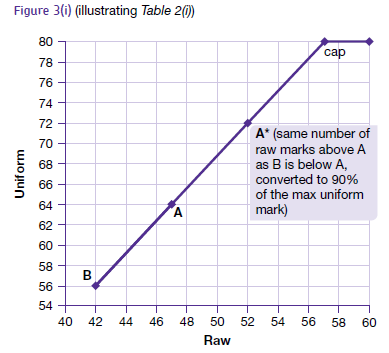 Figure 3(i) (illustrating Table 2(i))
80
78
76
74
72
70
68
66
64
62
60
58
56
54
Uniform
cap
A* (same number of
raw marks above A
as B is below A,
converted to 90%
of the max uniform
mark)
A
B
40 42 44 46 48 50 52 54 56 58 60
Raw